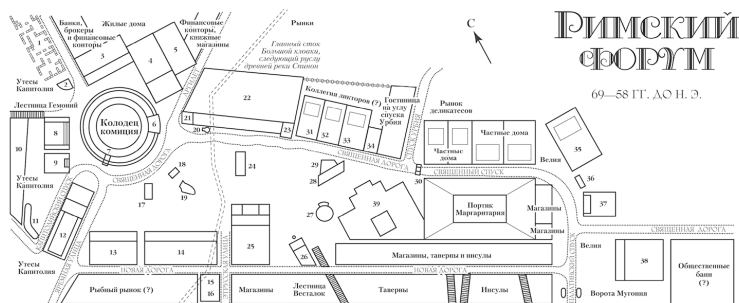 РИМСКИЙ
ФОРУМ
69—58 ГГ. ДО Н. Э.
С
Банки,
брокеры
и финансовые
конторы
Жилые дома
Финансовые
конторы,
книжные
магазины
Рынки
Главный сток
Большой клоаки,
следующий руслу
древней реки Спинон
1
2
3
4
5
Утесы
Капитолия
Лестница Гемоний
Колодец
комиция
6
8
9
10
11
12
Утесы
Капитолия
Утесы
Капитолия
СВЯЩЕННАЯ ДОРОГА
13
14
15
16
17
18
19
20
21
22
23
24
25
26
27
28
29
30
Коллегия ликторов (?)
31
32
33
34
Гостиница
на углу
спуска
Урбия
Рынок
деликатесов
Частные
дома
Частные дома
Велия
35
36
37
СВЯЩЕННАЯ ДОРОГА
СВЯЩЕННЫЙ СПУСК
39
Портик
Маргаритария
Магазины
Магазины
СВЯЩЕННАЯ ДОРОГА
Магазины, таверны и инсулы
Велия
38
Общественные
бани
(?)
НОВАЯ ДОРОГА
НОВАЯ ДОРОГА
Рыбный рынок (?)
Магазины
Лестница
Весталок
Таверны
Инсулы
Ворота Мугония